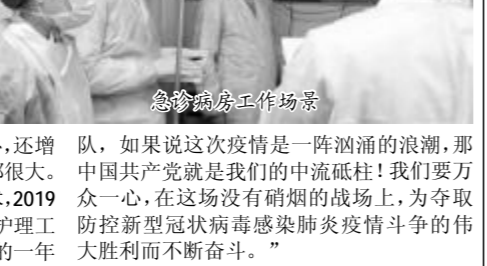 急诊病房工作场景
,还增
都很大。
,2019
护理工
的一年
队，如果说这次疫情是一阵汹涌的浪潮,那
中国共产党就是我们的中流砥柱！我们要万
众一心,在这场没有硝烟的战场上,为夺取
防控新型冠状病毒感染肺炎疫情斗争的伟
大胜利而不断奋斗。”